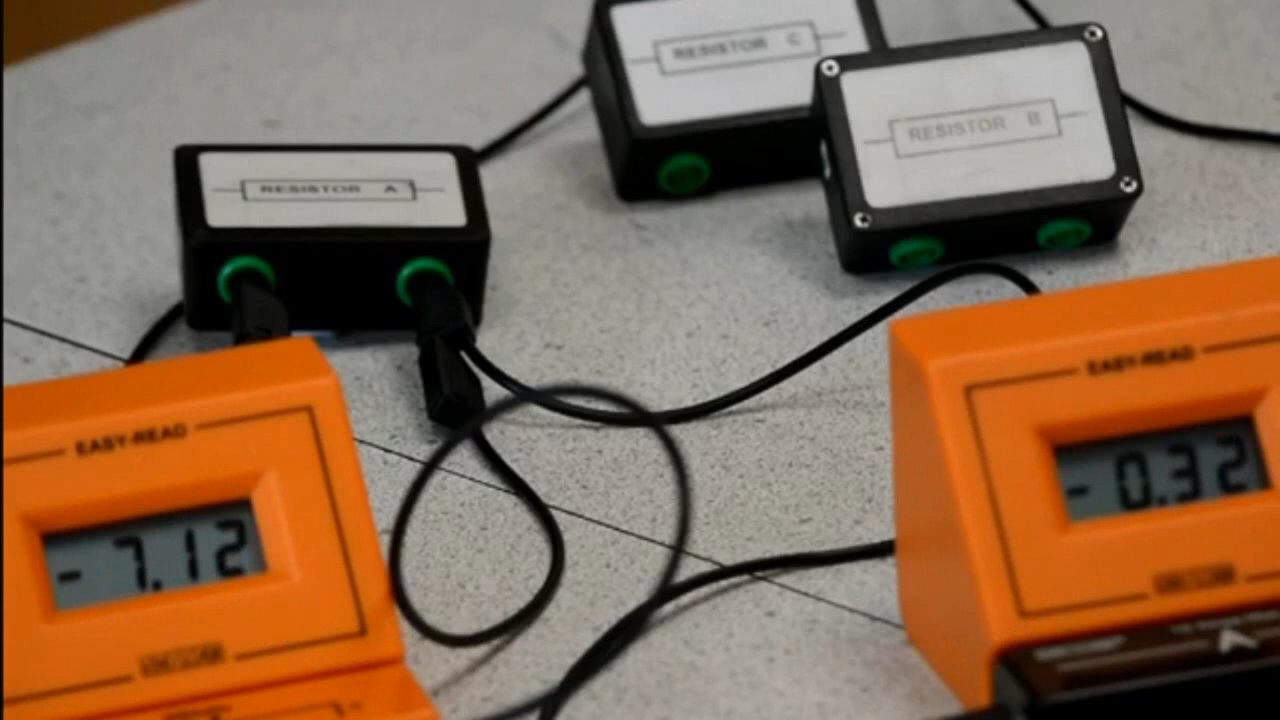 RESISTOR C
RESISTOR B
RESISTOR A
EASY-READ
- 7.12
EASY-READ
- 0.32